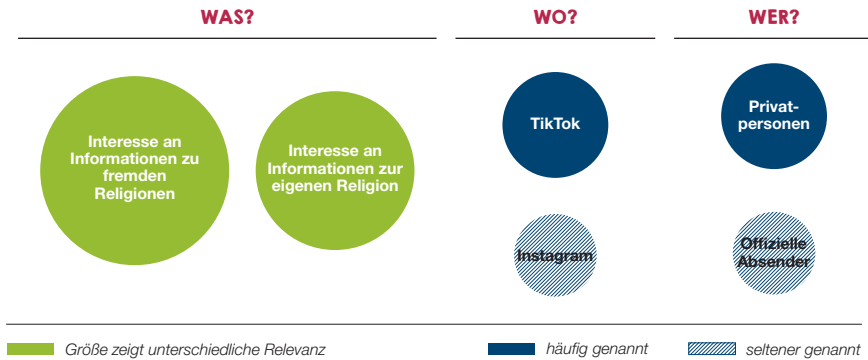 WAS?
WO?
WER?
Interesse an
Informationen zu
fremden
Religionen
Interesse an
Informationen zur
eigenen Religion
TikTok
Privat-
personen
Instagram
Offizielle
Absender
Größe zeigt unterschiedliche Relevanz
häufig genannt
seltener genannt